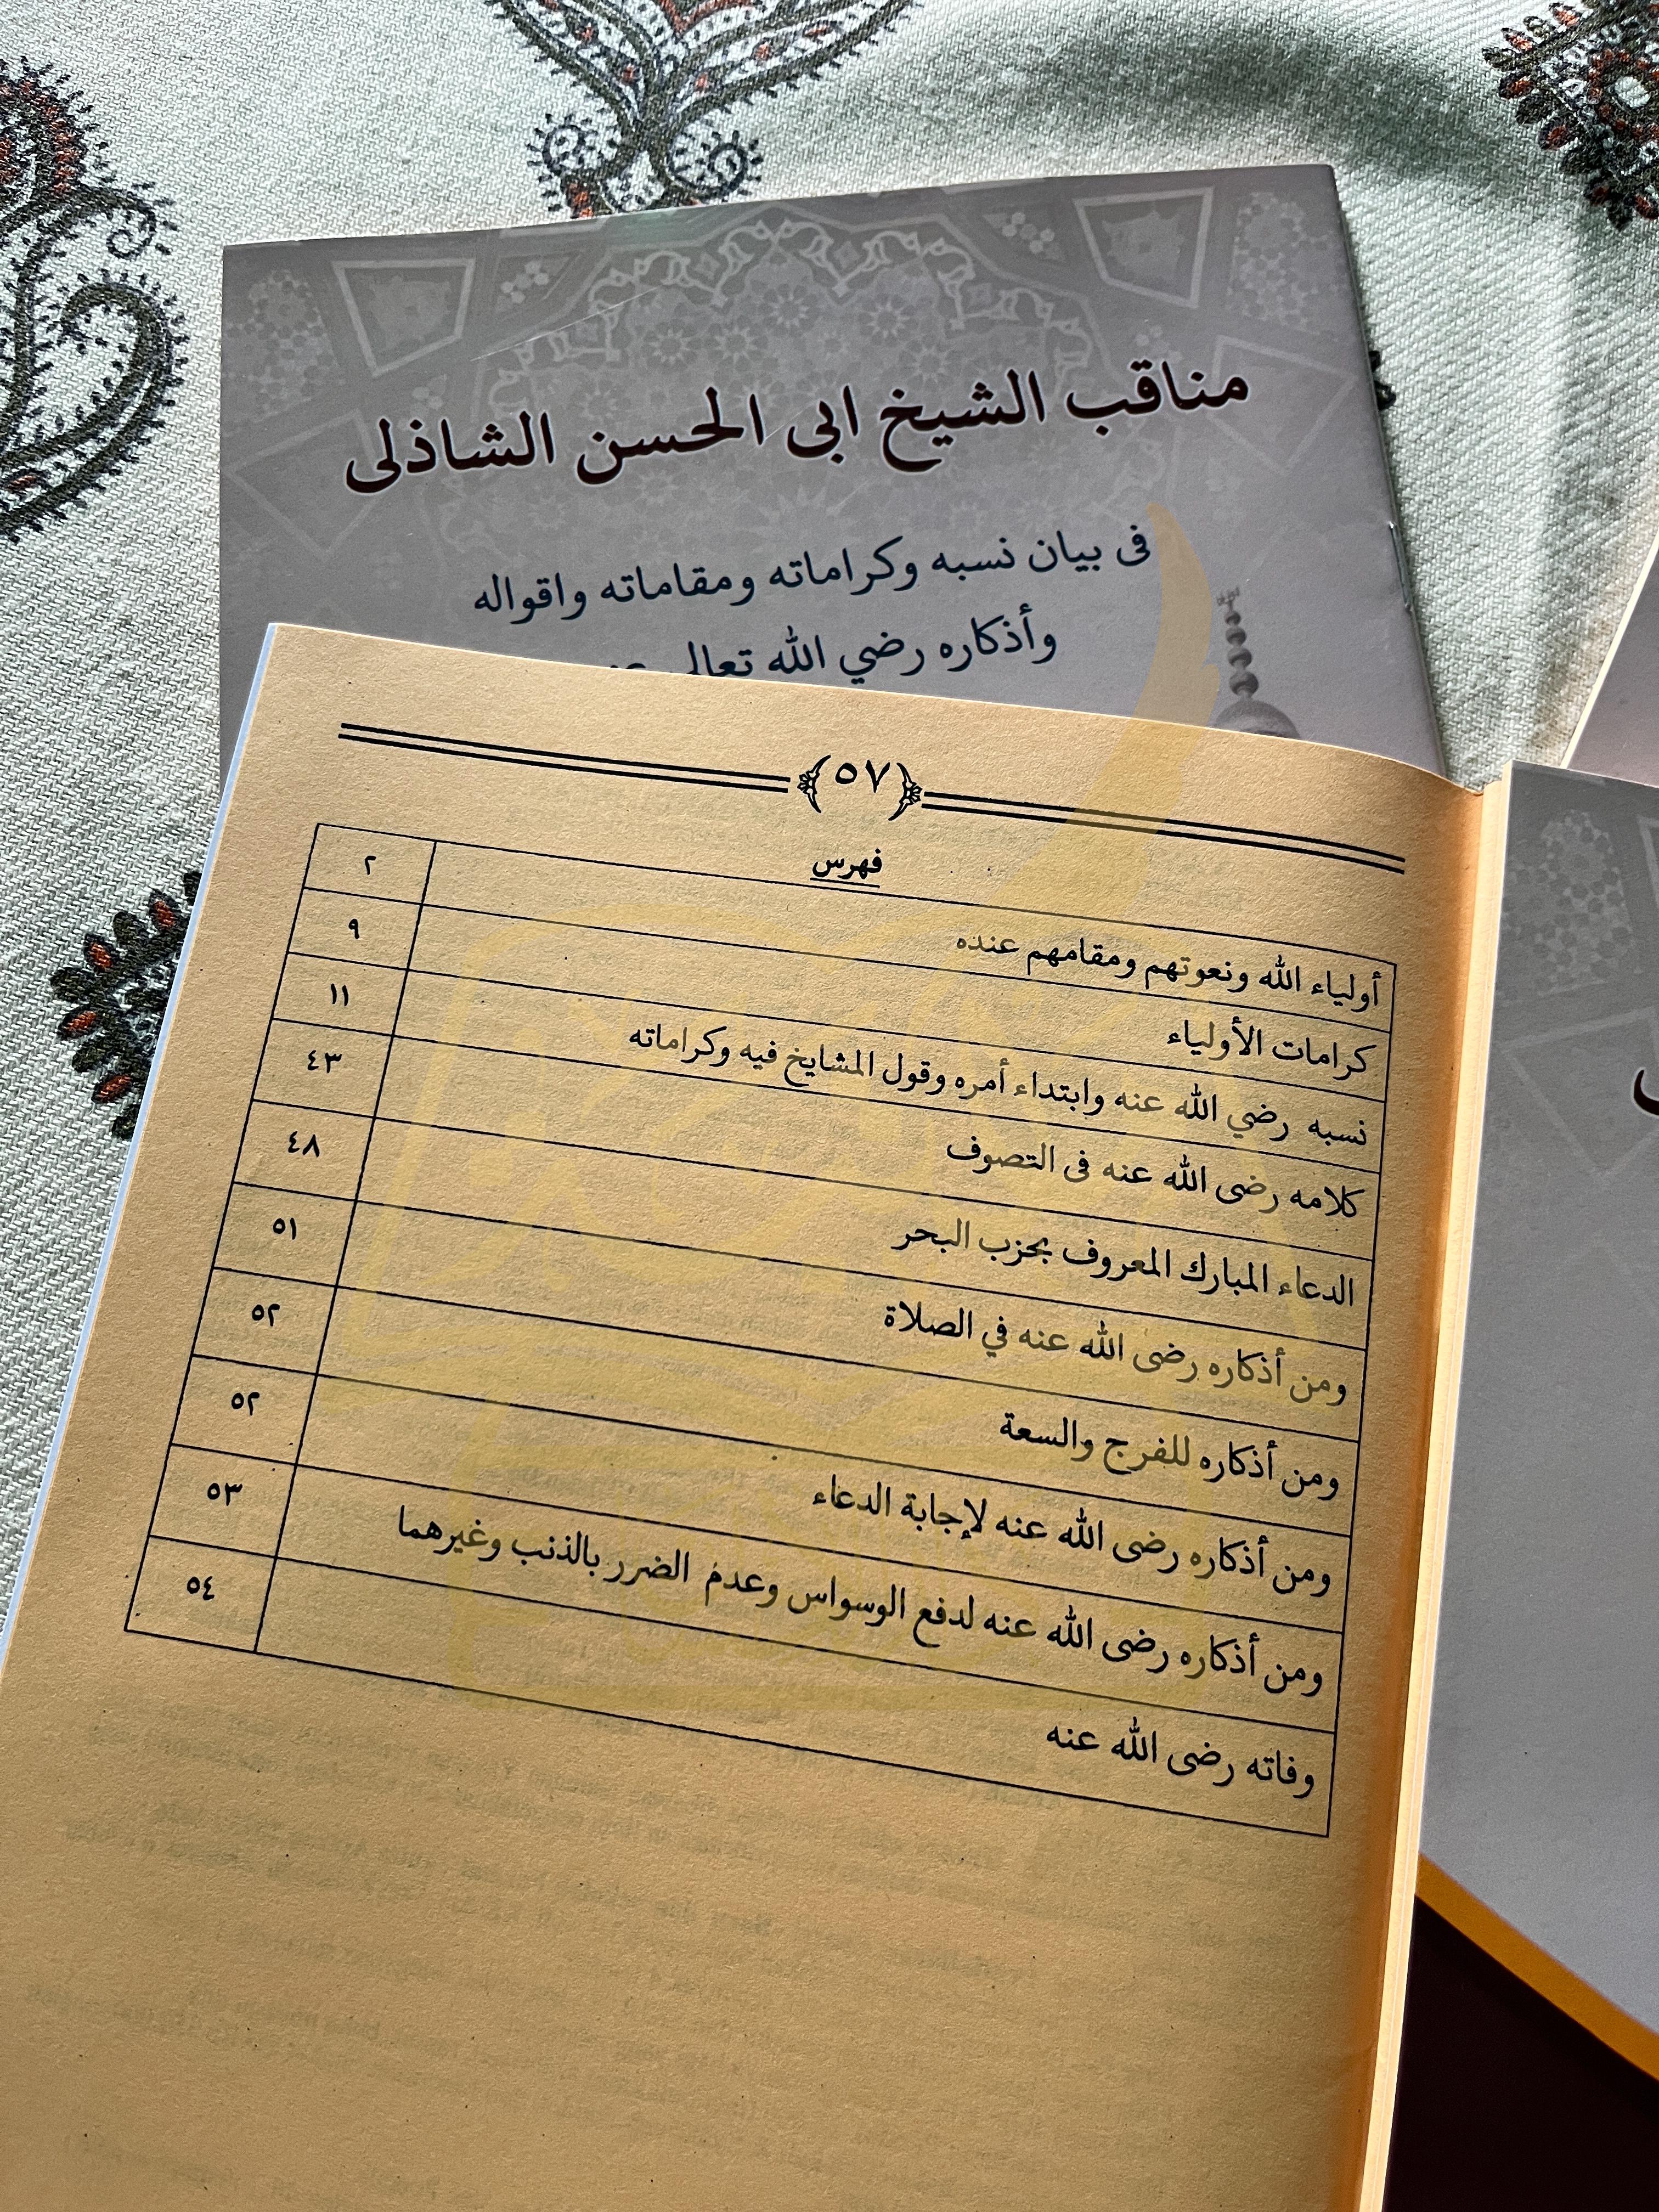 مناقب الشيخ ابى الحسن الشاذلى
فى بيان نسبه وكراماته ومقاماته واقواله
وأذكاره رضي الله تعالى
٥٧
فهرس
أولياء الله ونعوتهم ومقامهم عنده ٢
كرامات الأولياء ٩
نسبه رضي الله عنه وابتداء أمره وقول المشايخ فيه وكراماته ١١
كلامه رضى الله عنه فى التصوف ٤٣
الدعاء المبارك المعروف بحزب البحر ٤٨
ومن أذكاره رضى الله عنه في الصلاة ٥١
ومن أذكاره للفرج والسعة ٥٢
ومن أذكاره رضى الله عنه لإجابة الدعاء ٥٢
ومن أذكاره رضى الله عنه لدفع الوسواس وعدم الضرر بالذنب وغيرهما ٥٣
وفاته رضى الله عنه ٥٤